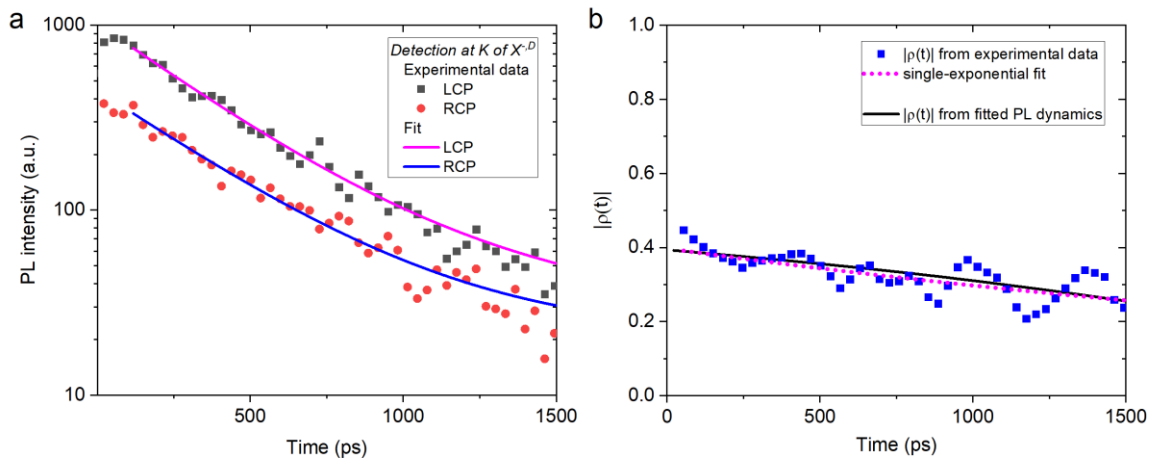 a
1000
100
10
500
1000
1500
PL intensity (a.u.)
Time (ps)
Detection at K of X⁻,ᴰ
Experimental data
LCP
RCP
Fit
LCP
RCP
b
1.0
0.8
0.6
0.4
0.2
0.0
0
500
1000
1500
|ρ(t)|
Time (ps)
|ρ(t)| from experimental data
single-exponential fit
|ρ(t)| from fitted PL dynamics